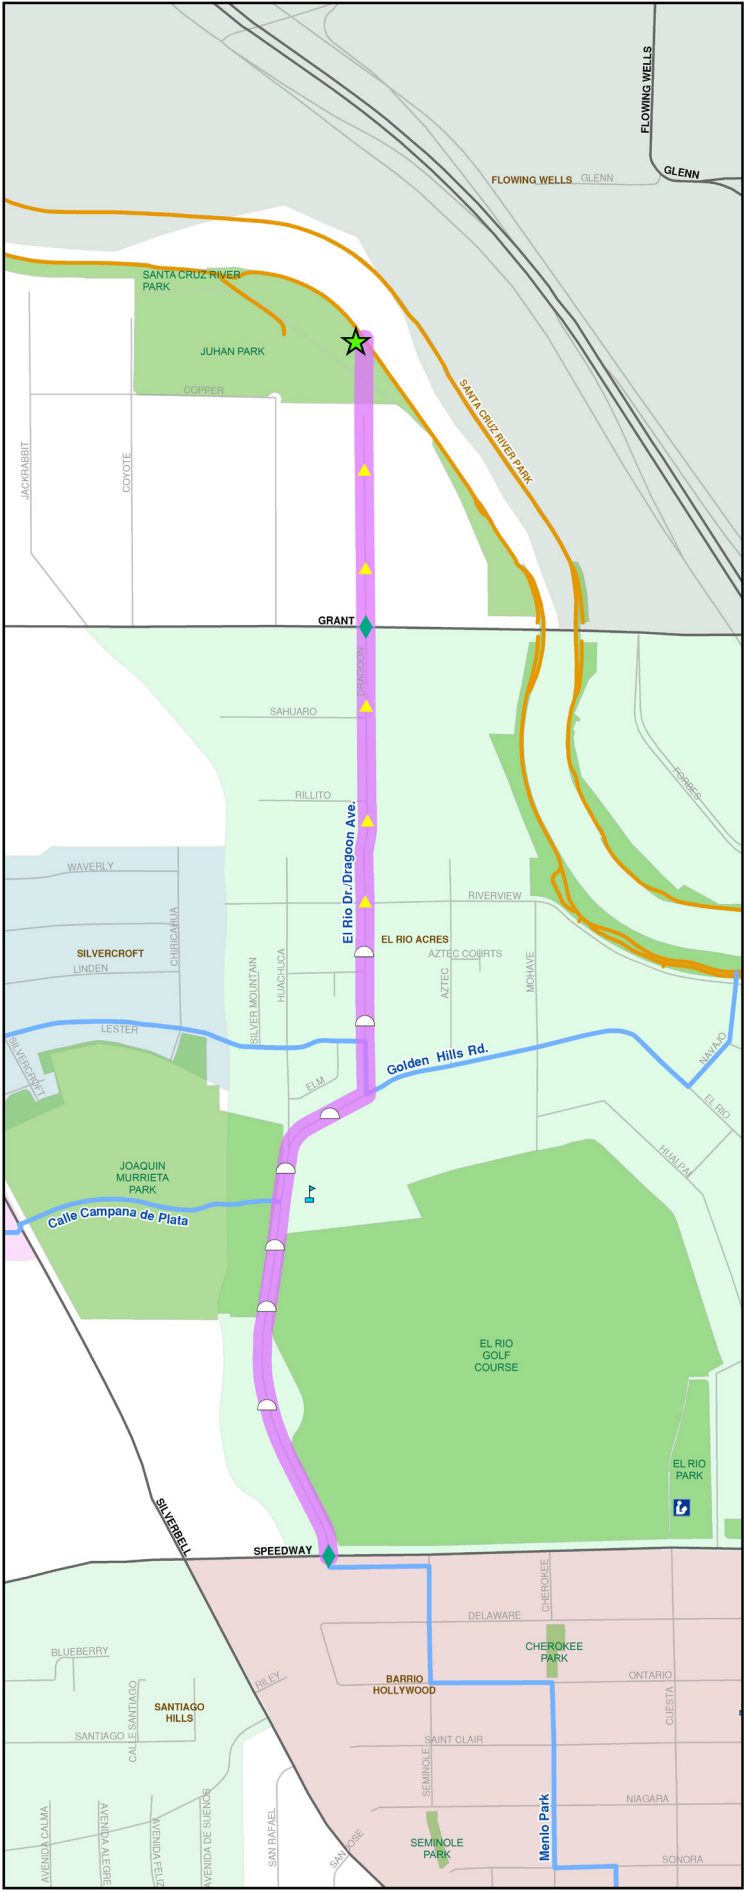 FLOWING WELLS
GLENN
FLOWING WELLS
GLENN
SANTA CRUZ RIVER
PARK
JUHAN PARK
COPPER
SANTA CRUZ RIVER PARK
JACKRABBIT
COYOTE
GRANT
DRAGOON
SAHUARO
FORBES
RILLITO
El Rio Dr./Dragoon Ave.
WAVERLY
RIVERVIEW
CHIRICAHUA
EL RIO ACRES
SILVERCROFT
AZTEC COURTS
LINDEN
SILVER MOUNTAIN
HUACHUCA
AZTEC
MOHAVE
LESTER
SILVERCROFT
Golden Hills Rd.
NAVAJO
ELM
EL RIO
HUALPAI
JOAQUIN
MURRIETA
PARK
Calle Campana de Plata
EL RIO
GOLF
COURSE
EL RIO
PARK
SILVERBELL
SPEEDWAY
CHEROKEE
DELAWARE
CHEROKEE
PARK
BLUEBERRY
RILEY
BARRIO
HOLLYWOOD
ONTARIO
CALLE SANTIAGO
SANTIAGO
HILLS
CUESTA
SANTIAGO
SAINT CLAIR
SEMINOLE
Menlo Park
NIAGARA
AVENIDA CALMA
AVENIDA ALEGRE
AVENIDA FELIZ
AVENIDA DE SUENOS
SAN RAFAEL
SAN JOSE
SEMINOLE
PARK
SONORA